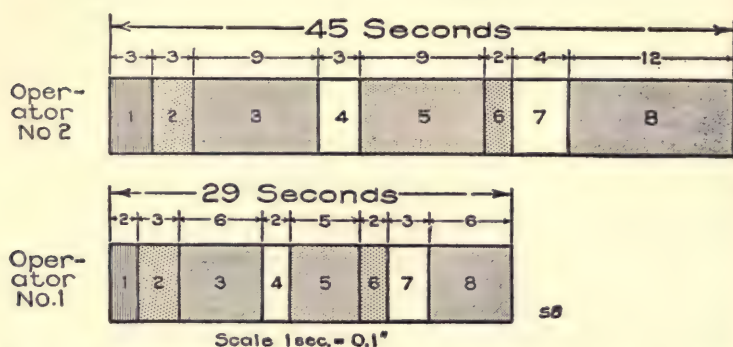 45 Seconds
3 3 9 3 9 2 4 12
Oper-
ator
No 2
1 2 3 4 5 6 7 8
29 Seconds
2 3 6 2 5 2 3 6
Oper-
ator
No.1
1 2 3 4 5 6 7 8
SB
Scale 1sec. = 0.1"